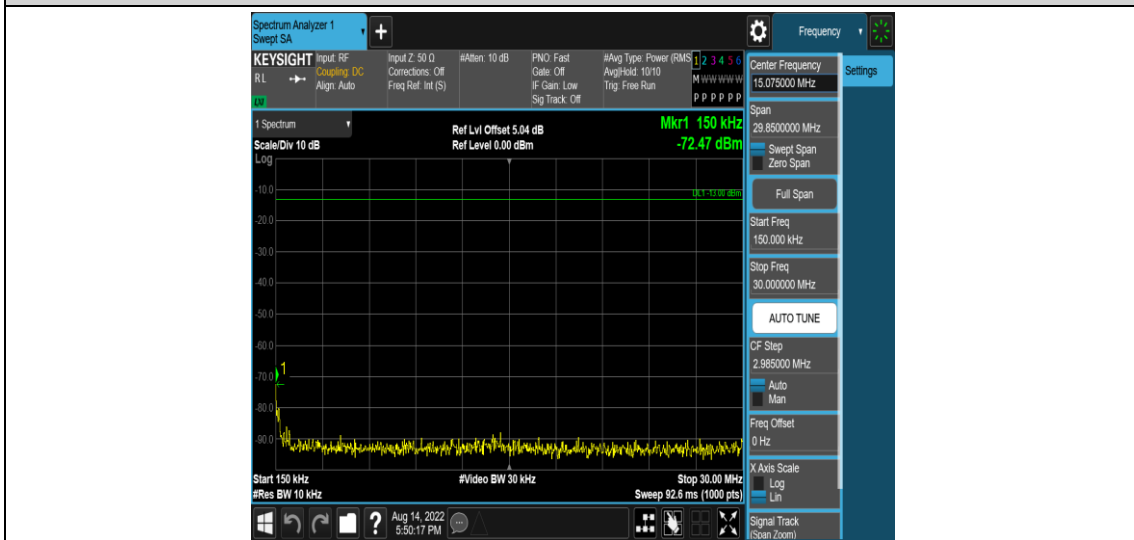 Spectrum Analyzer 1
Swept SA
+
Frequency
KEYSIGHT
RL
LXI
Input: RF
Coupling: DC
Align: Auto
Input Z: 50 Ω
Corrections: Off
Freq Ref: Int (S)
#Atten: 10 dB
PNO: Fast
Gate: Off
IF Gain: Low
Sig Track: Off
#Avg Type: Power (RMS
Avg|Hold: 10/10
Trig: Free Run
1 2 3 4 5 6
M W W W W W
P P P P P P
1 Spectrum
Scale/Div 10 dB
Log
Ref Lvl Offset 5.04 dB
Ref Level 0.00 dBm
Mkr1 150 kHz
-72.47 dBm
DL1 -13.00 dBm
-10.0
-20.0
-30.0
-40.0
-50.0
-60.0
-70.0
-80.0
-90.0
1
Start 150 kHz
#Res BW 10 kHz
#Video BW 30 kHz
Stop 30.00 MHz
Sweep 92.6 ms (1000 pts)
?
Aug 14, 2022
5:50:17 PM
Center Frequency
15.075000 MHz
Settings
Span
29.8500000 MHz
Swept Span
Zero Span
Full Span
Start Freq
150.000 kHz
Stop Freq
30.000000 MHz
AUTO TUNE
CF Step
2.985000 MHz
Auto
Man
Freq Offset
0 Hz
X Axis Scale
Log
Lin
Signal Track
(Span Zoom)